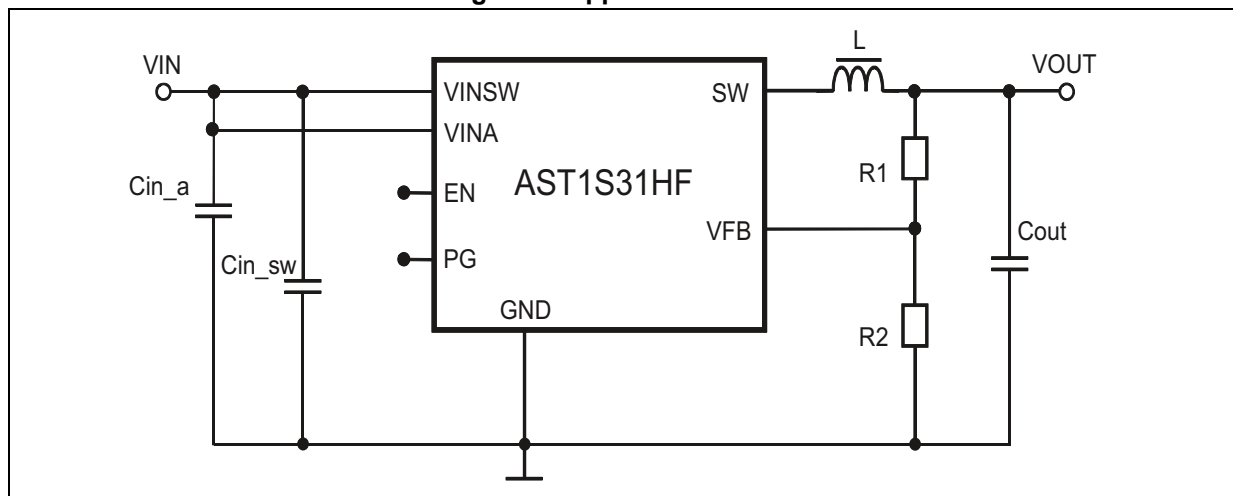 VIN
L
VOUT
VINSW
SW
VINA
Cin_a
EN
AST1S31HF
R1
VFB
Cout
PG
Cin_sw
GND
R2